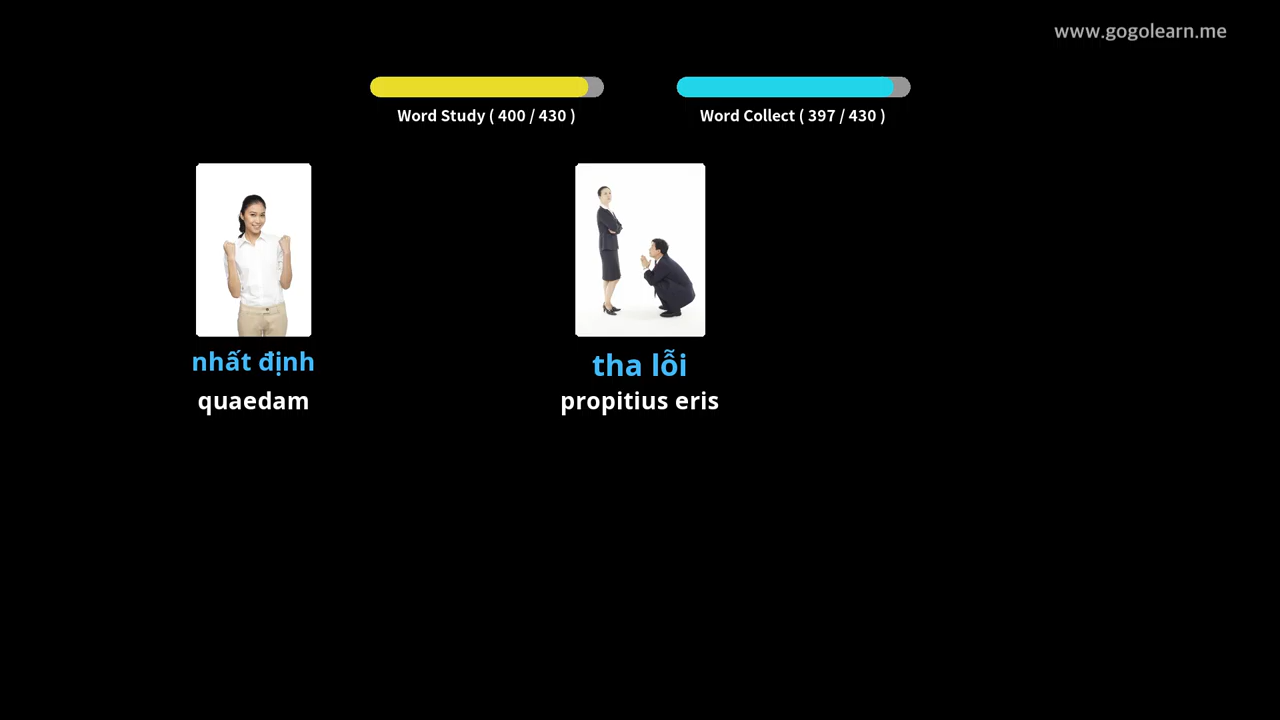 www.gogolearn.me
Word Study ( 400 / 430 )
Word Collect ( 397 / 430 )
nhất định
quaedam
tha lỗi
propitius eris